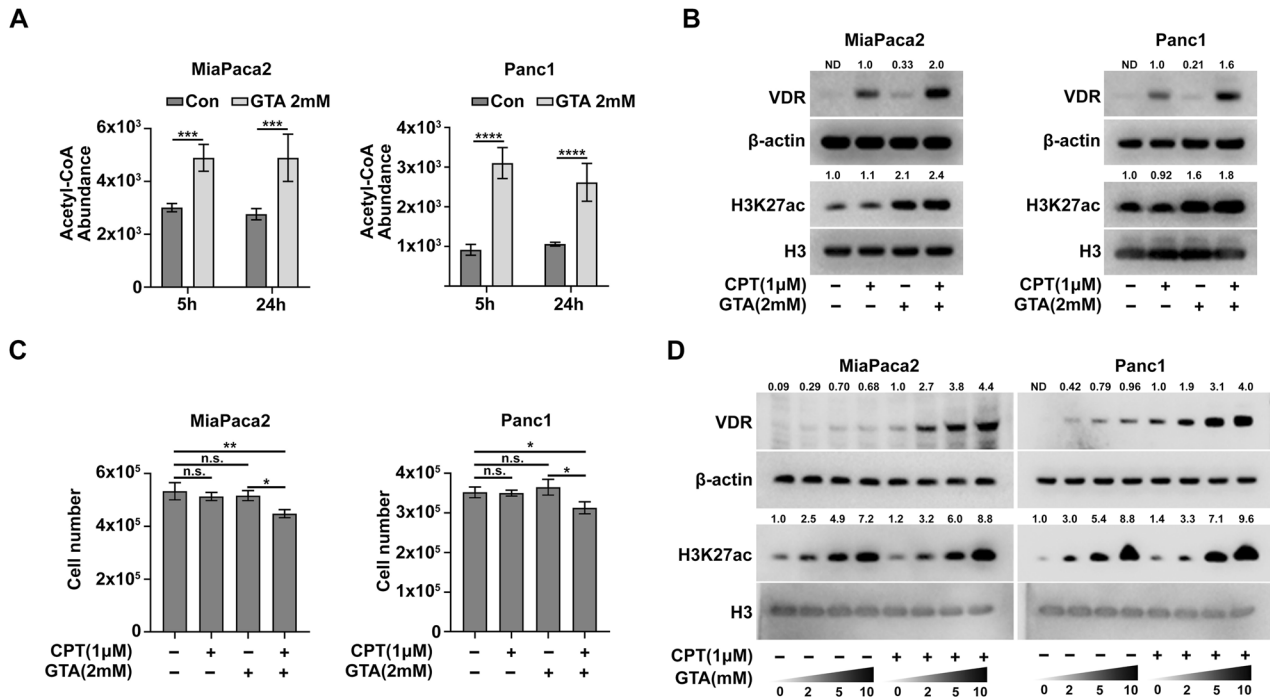 A
MiaPaca2
Con GTA 2mM
Acetyl-CoA
Abundance
6x10³
4x10³
2x10³
0
***
***
5h 24h
Panc1
Con GTA 2mM
Acetyl-CoA
Abundance
4x10³
3x10³
2x10³
1x10³
****
****
5h 24h
B
MiaPaca2
ND 1.0 0.33 2.0
VDR
β-actin
1.0 1.1 2.1 2.4
H3K27ac
H3
CPT(1μM) − + − +
GTA(2mM) − − + +
Panc1
ND 1.0 0.21 1.6
VDR
β-actin
1.0 0.92 1.6 1.8
H3K27ac
H3
CPT(1μM) − + − +
GTA(2mM) − − + +
C
MiaPaca2
Cell number
6x10⁵
4x10⁵
2x10⁵
0
**
n.s.
n.s.
*
CPT(1μM) − + − +
GTA(2mM) − − + +
Panc1
Cell number
4x10⁵
3x10⁵
2x10⁵
1x10⁵
0
*
n.s.
n.s.
*
CPT(1μM) − + − +
GTA(2mM) − − + +
D
MiaPaca2 Panc1
0.09 0.29 0.70 0.68 1.0 2.7 3.8 4.4 ND 0.42 0.79 0.96 1.0 1.9 3.1 4.0
VDR
β-actin
1.0 2.5 4.9 7.2 1.2 3.2 6.0 8.8 1.0 3.0 5.4 8.8 1.4 3.3 7.1 9.6
H3K27ac
H3
CPT(1μM) − − − − + + + + − − − − + + + +
GTA(mM)
0 2 5 10 0 2 5 10 0 2 5 10 0 2 5 10